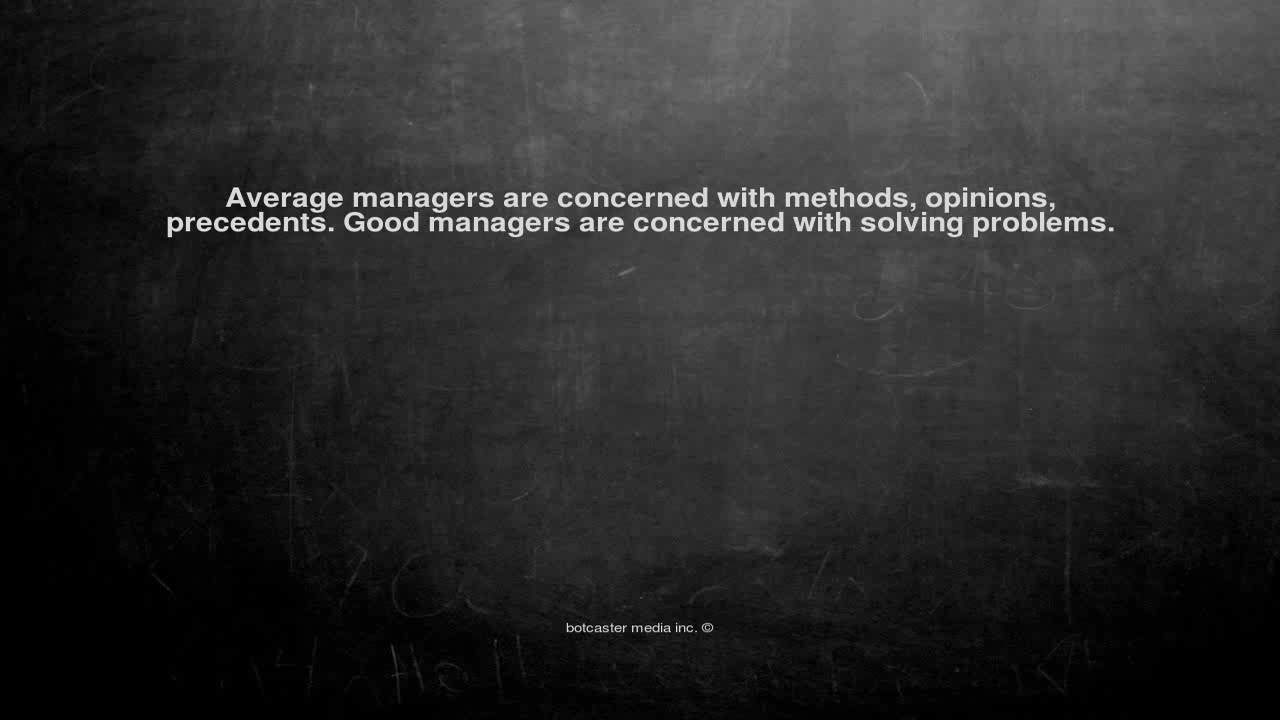 Average managers are concerned with methods, opinions,
precedents. Good managers are concerned with solving problems.
botcaster media inc. ©